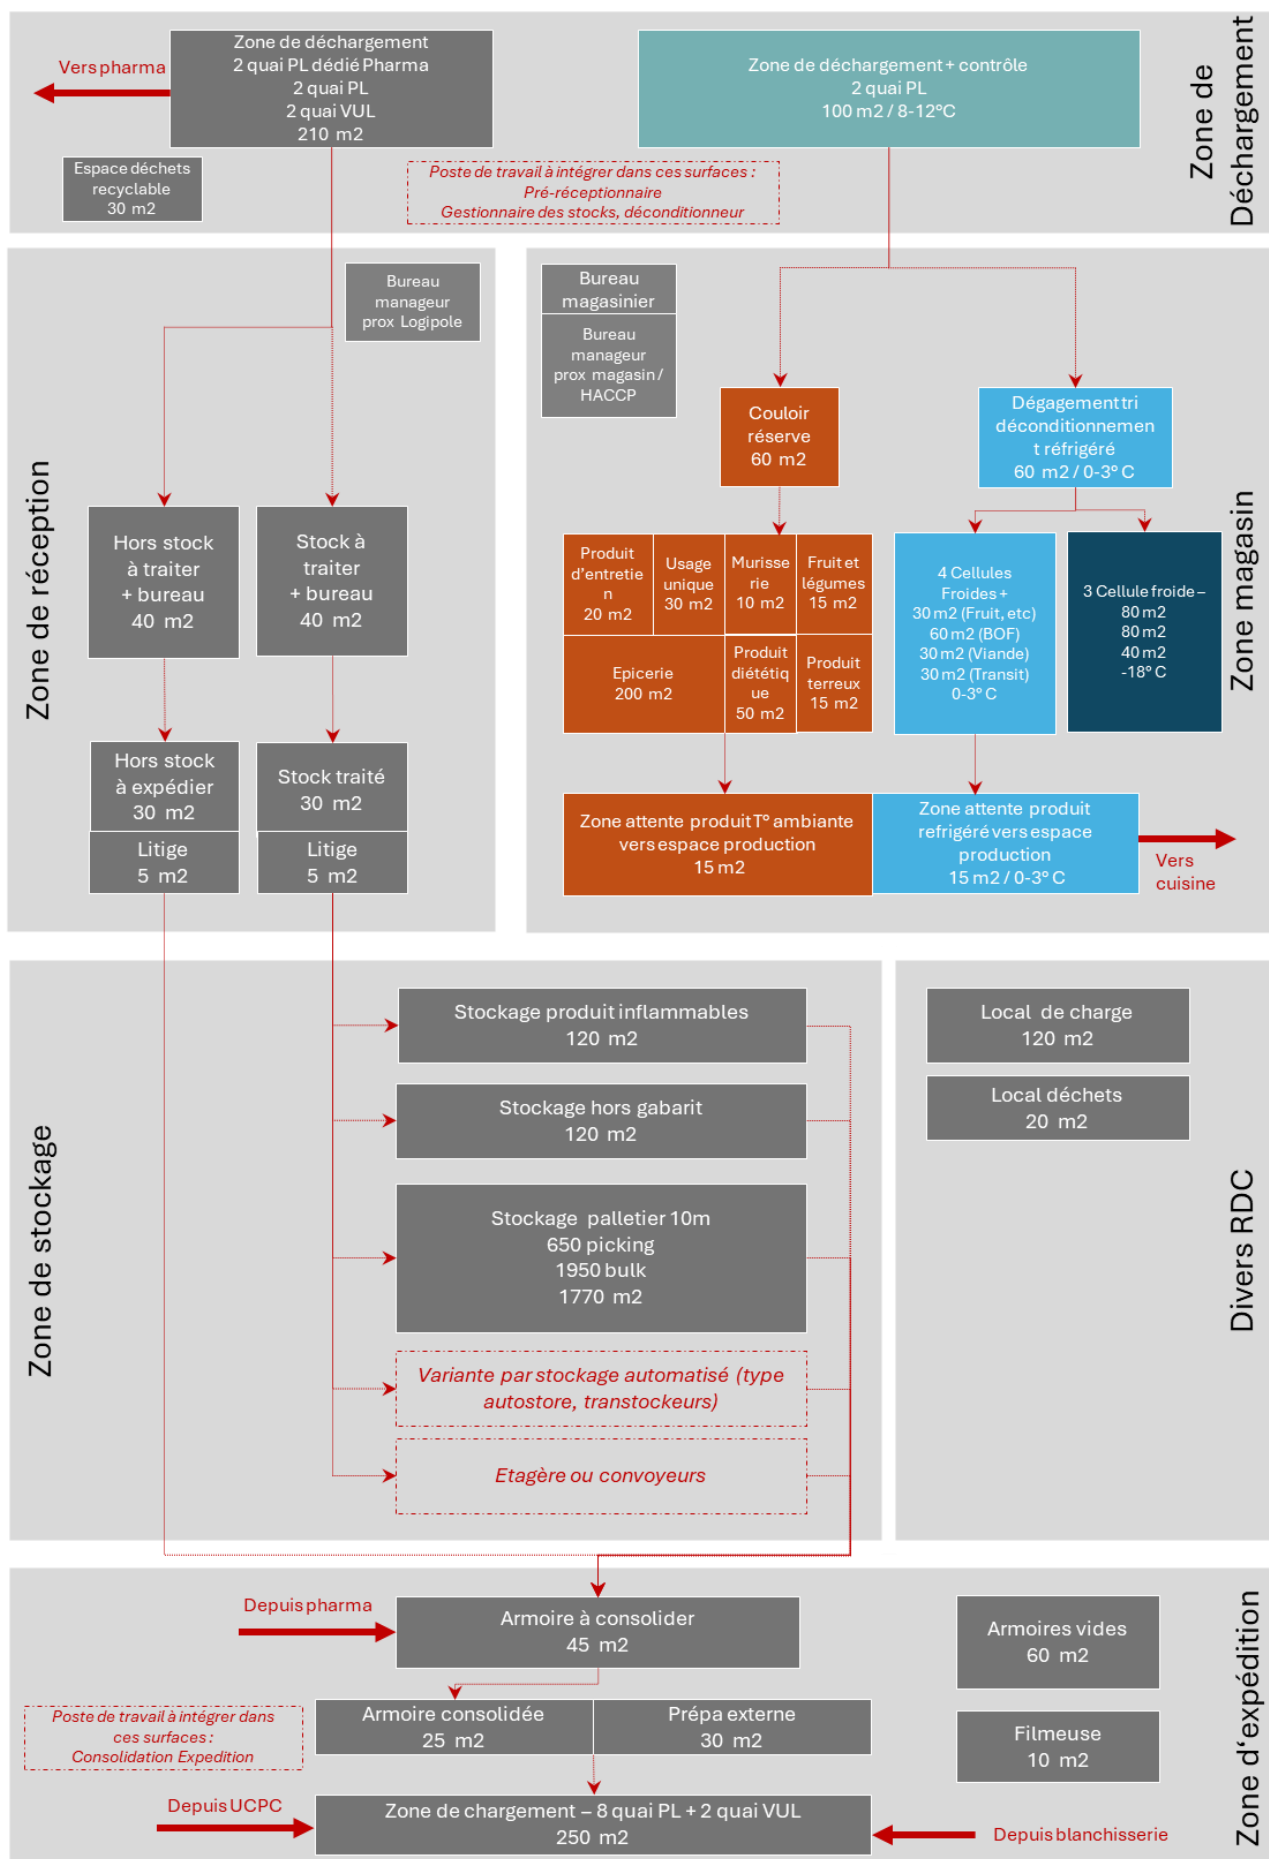 Zone de déchargement
2 quai PL dédié Pharma
2 quai PL
2 quai VUL
210 m2
Vers pharma
Zone de déchargement + contrôle
2 quai PL
100 m2 / 8-12°C
Zone de
Déchargement
Espace déchets
recyclable
30 m2
Poste de travail à intégrer dans ces surfaces :
Pré-réceptionnaire
Gestionnaire des stocks, déconditionneur
Zone de réception
Bureau
manageur
prox Logipole
Hors stock
à traiter
+ bureau
40 m2
Stock à
traiter
+ bureau
40 m2
Hors stock
à expédier
30 m2
Litige
5 m2
Stock traité
30 m2
Litige
5 m2
Zone magasin
Bureau
magasinier
Bureau
manageur
prox magasin /
HACCP
Couloir
réserve
60 m2
Dégagement tri
déconditionnemen
t réfrigéré
60 m2 / 0-3° C
Produit
d'entretie
n
20 m2
Usage
unique
30 m2
Murisse
rie
10 m2
Fruit et
légumes
15 m2
Epicerie
200 m2
Produit
diététiq
ue
50 m2
Produit
terreux
15 m2
4 Cellules
Froides +
30 m2 (Fruit, etc)
60 m2 (BOF)
30 m2 (Viande)
30 m2 (Transit)
0-3° C
3 Cellule froide –
80 m2
80 m2
40 m2
-18° C
Zone attente produit T° ambiante
vers espace production
15 m2
Zone attente produit
refrigéré vers espace
production
15 m2 / 0-3° C
Vers
cuisine
Zone de stockage
Stockage produit inflammables
120 m2
Stockage hors gabarit
120 m2
Stockage palletier 10m
650 picking
1950 bulk
1770 m2
Variante par stockage automatisé (type
autostore, transtockeurs)
Etagère ou convoyeurs
Divers RDC
Local de charge
120 m2
Local déchets
20 m2
Zone d'expédition
Depuis pharma
Armoire à consolider
45 m2
Armoires vides
60 m2
Poste de travail à intégrer dans
ces surfaces :
Consolidation Expedition
Armoire consolidée
25 m2
Prépa externe
30 m2
Filmeuse
10 m2
Depuis UCPC
Zone de chargement – 8 quai PL + 2 quai VUL
250 m2
Depuis blanchisserie